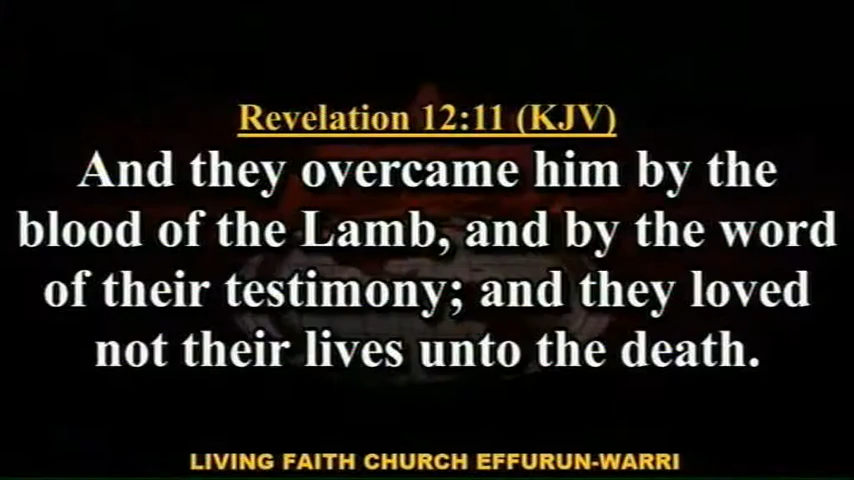 Revelation 12:11 (KJV)
And they overcame him by the
blood of the Lamb, and by the word
of their testimony; and they loved
not their lives unto the death.
LIVING FAITH CHURCH EFFURUN-WARRI